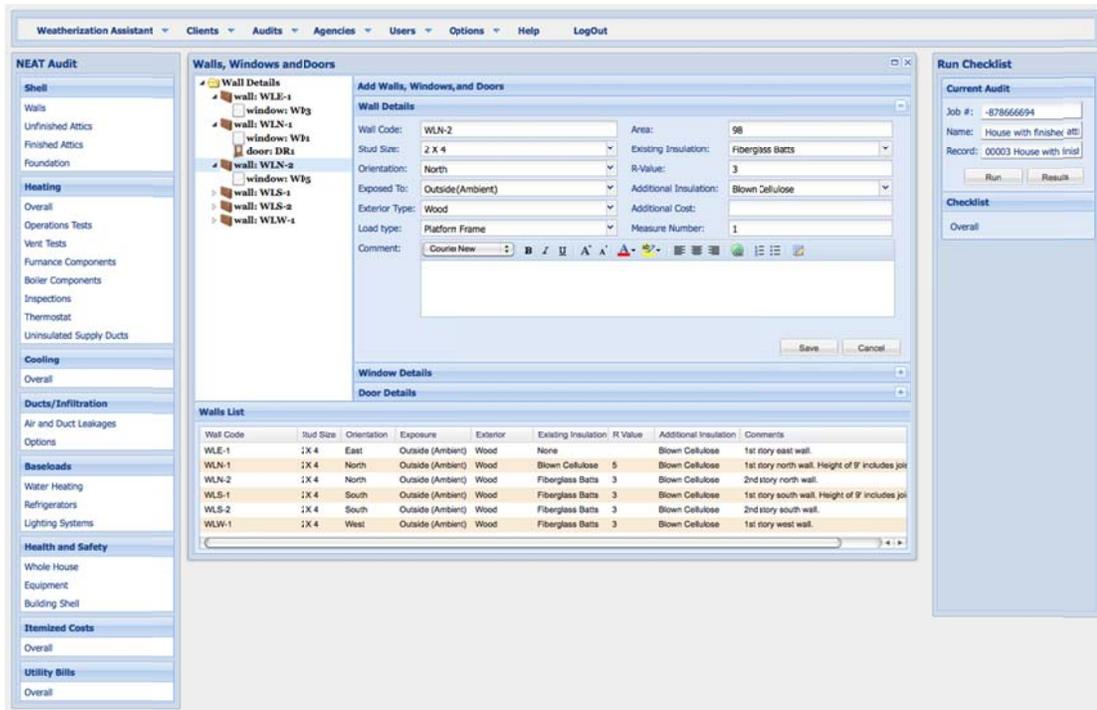 Weatherization Assistant Clients Audits Agencies Users Options Help LogOut
NEAT Audit
Shell
Walls
Unfinished Attics
Finished Attics
Foundation
Heating
Overall
Operations Tests
Vent Tests
Furnance Components
Boiler Components
Inspections
Thermostat
Uninsulated Supply Ducts
Cooling
Overall
Ducts/Infiltration
Air and Duct Leakages
Options
Baseloads
Water Heating
Refrigerators
Lighting Systems
Health and Safety
Whole House
Equipment
Building Shell
Itemized Costs
Overall
Utility Bills
Overall
Walls, Windows andDoors
Wall Details
wall: WLE-1
window:
wall: WLN-1
window:
door: DR1
wall: WLN-2
window:
wall: WLS-1
wall: WLS-2
wall: WLW-1
Add Walls, Windows,and Doors
Wall Details
Wall Code: WLN-2 Area: 98
Stud Size: 2 X 4 Existing Insulation: Fiberglass Batts
Orientation: North R-Value: 3
Exposed To: Outside(Ambient) Additional Insulation: Blown Cellulose
Exterior Type: Wood Additional Cost:
Load type: Platform Frame Measure Number: 1
Comment: Courier New B I U A A A
Save Cancel
Window Details
Door Details
Walls List
Wall Code Stud Size Orientation Exposure Exterior Existing Insulation R Value Additional Insulation Comments
WLE-1 X 4 East Outside (Ambient) Wood None Blown Cellulose 1st story east wall.
WLN-1 X 4 North Outside (Ambient) Wood Blown Cellulose 5 Blown Cellulose 1st story north wall. Height of 9' includes joi
WLN-2 X 4 North Outside (Ambient) Wood Fiberglass Batts 3 Blown Cellulose 2nd story north wall.
WLS-1 X 4 South Outside (Ambient) Wood Fiberglass Batts 3 Blown Cellulose 1st story south wall. Height of 9' includes joi
WLS-2 X 4 South Outside (Ambient) Wood Fiberglass Batts 3 Blown Cellulose 2nd story south wall.
WLW-1 X 4 West Outside (Ambient) Wood Fiberglass Batts 3 Blown Cellulose 1st story west wall.
Run Checklist
Current Audit
Job #: -878666694
Name: House with finished atti
Record: 00003 House with finist
Run Results
Checklist
Overall